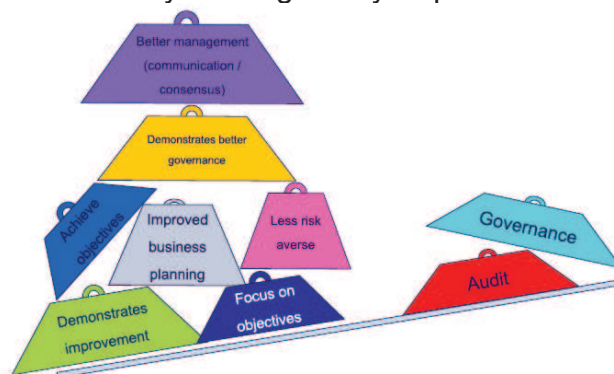 Better management
(communication /
consensus)
Demonstrates better
governance
Achieve
objectives
Improved
business
planning
Less risk
averse
Governance
Demonstrates
improvement
Focus on
objectives
Audit